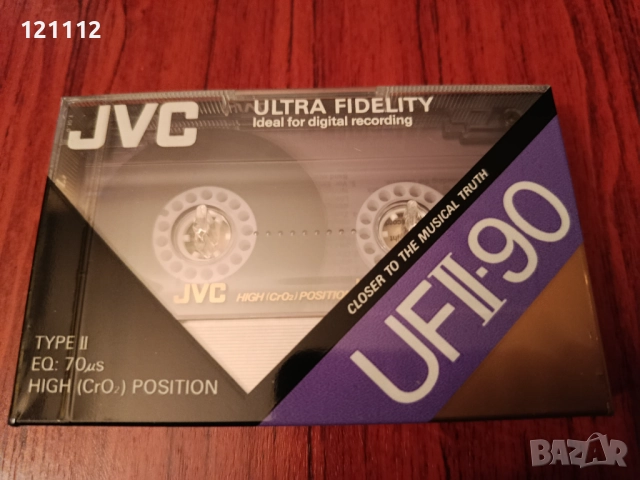 121112
JVC
ULTRA FIDELITY
Ideal for digital recording
CLOSER TO THE MUSICAL TRUTH
UFII·90
JVC HIGH (CrO₂) POSITION
TYPE II
EQ: 70µs
HIGH (CrO₂) POSITION
BAZAR